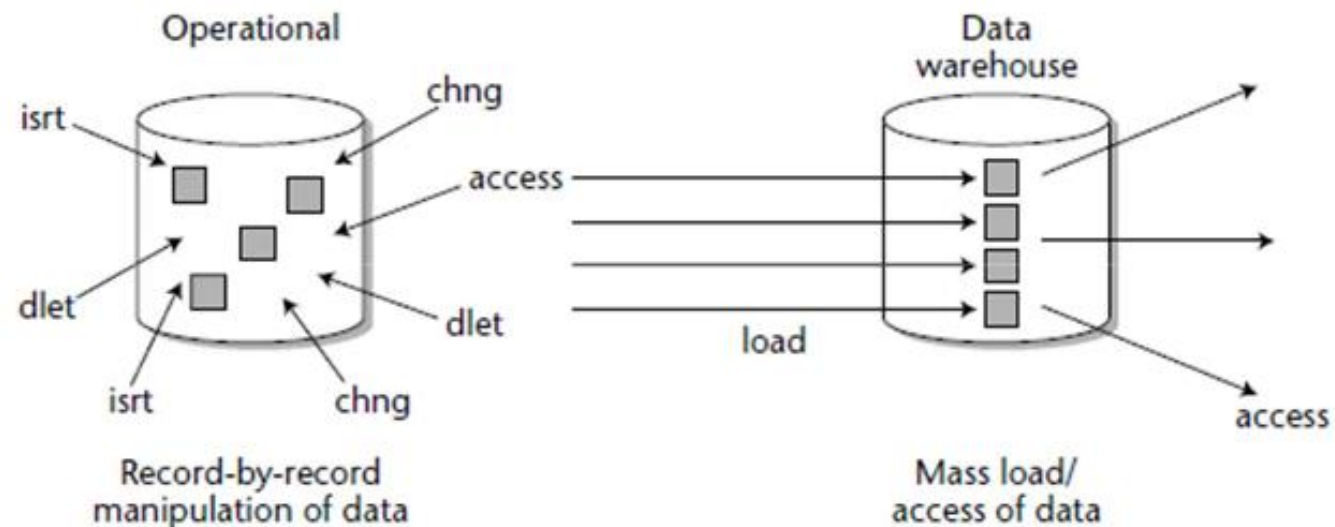 Operational
isrt
chng
access
dlet
dlet
isrt
chng
Record-by-record
manipulation of data
Data
warehouse
load
access
Mass load/
access of data